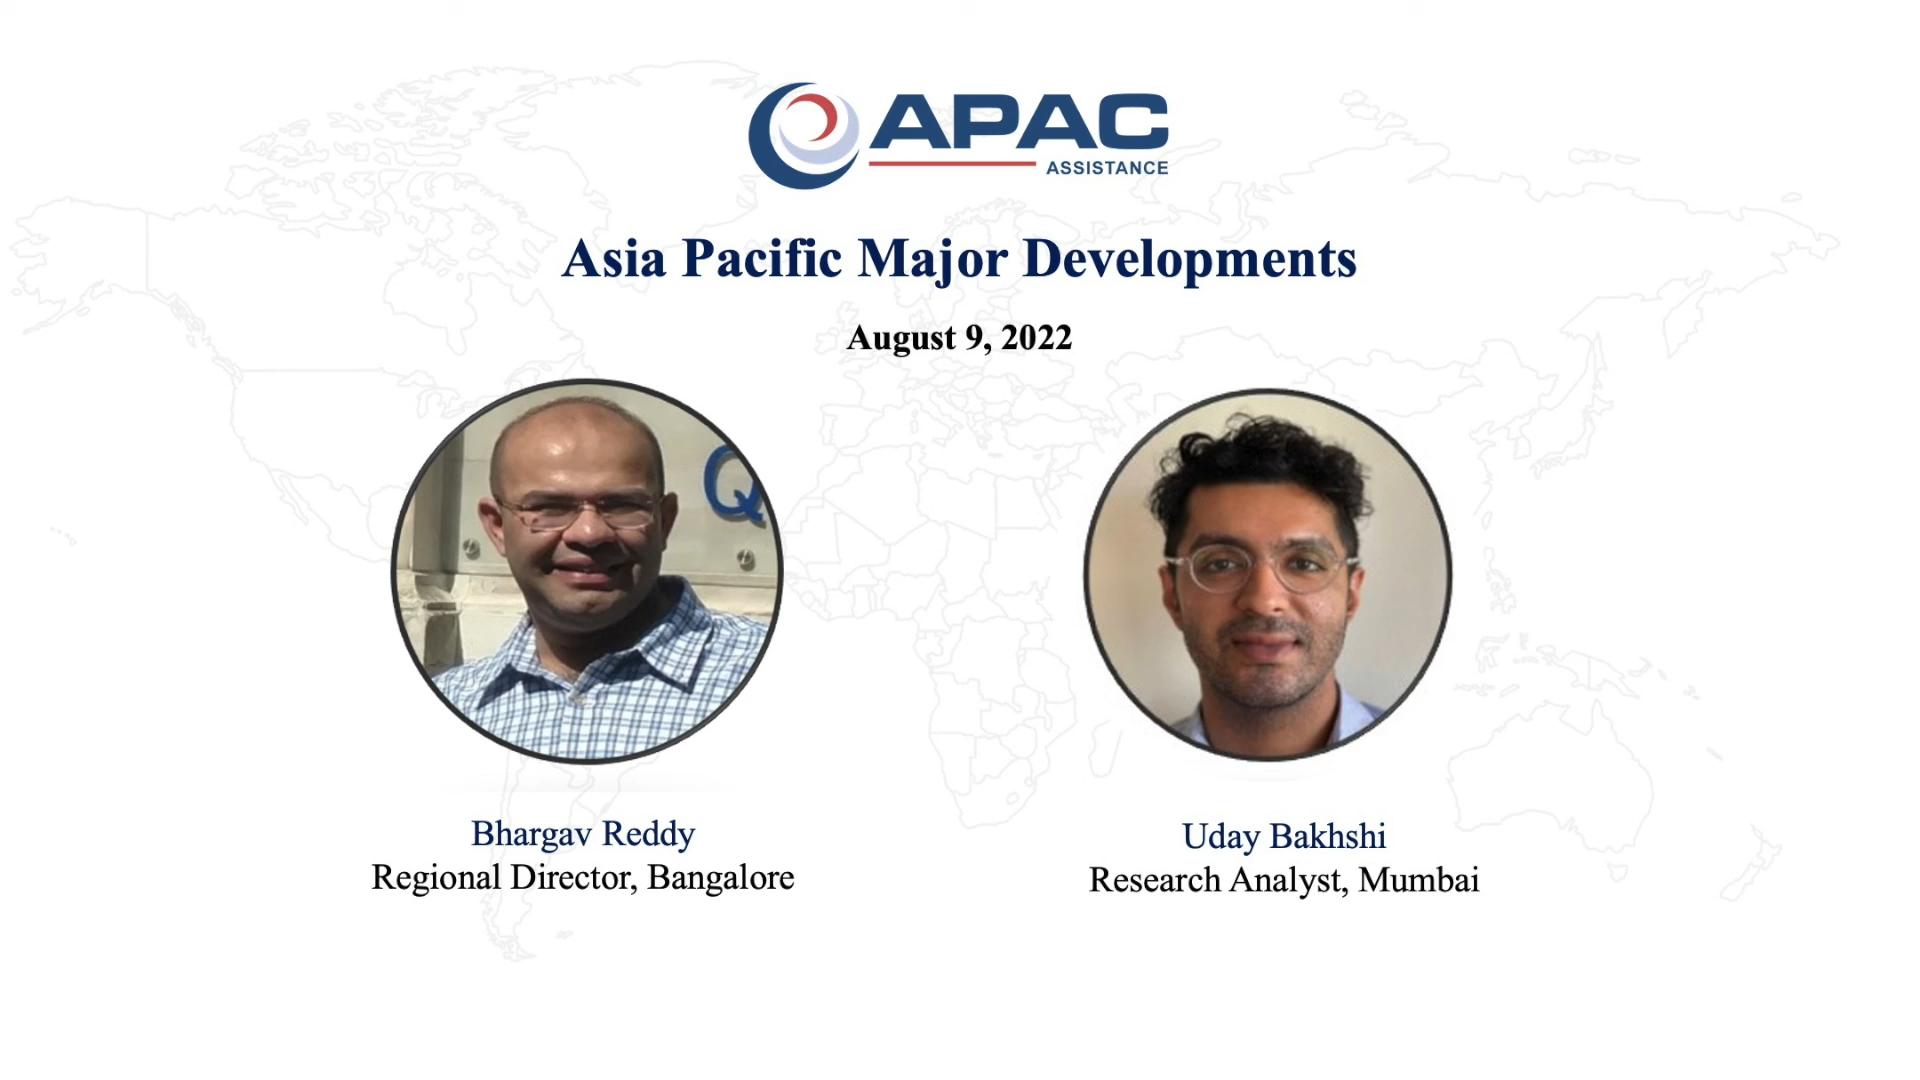 APAC
ASSISTANCE
Asia Pacific Major Developments
August 9, 2022
Q
Bhargav Reddy
Regional Director, Bangalore
Uday Bakhshi
Research Analyst, Mumbai